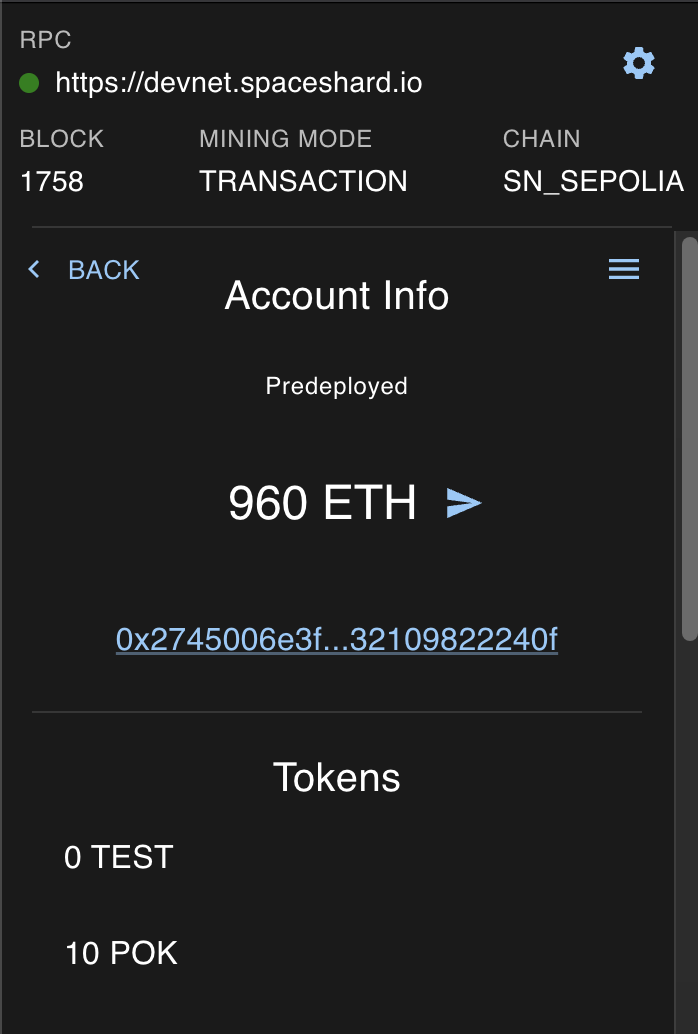 RPC
https://devnet.spaceshard.io
BLOCK MINING MODE CHAIN
1758 TRANSACTION SN_SEPOLIA
BACK
Account Info
Predeployed
960 ETH
0x2745006e3f...32109822240f
Tokens
0 TEST
10 POK